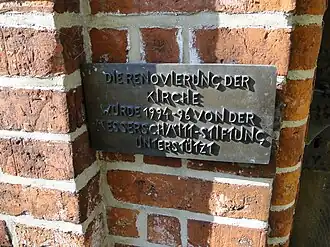 DIE RENOVIERUNG DER
KIRCHE
WURDE 1994-96 VON DER
MESSERSCHMITT-STIFTUNG
UNTERSTÜTZT